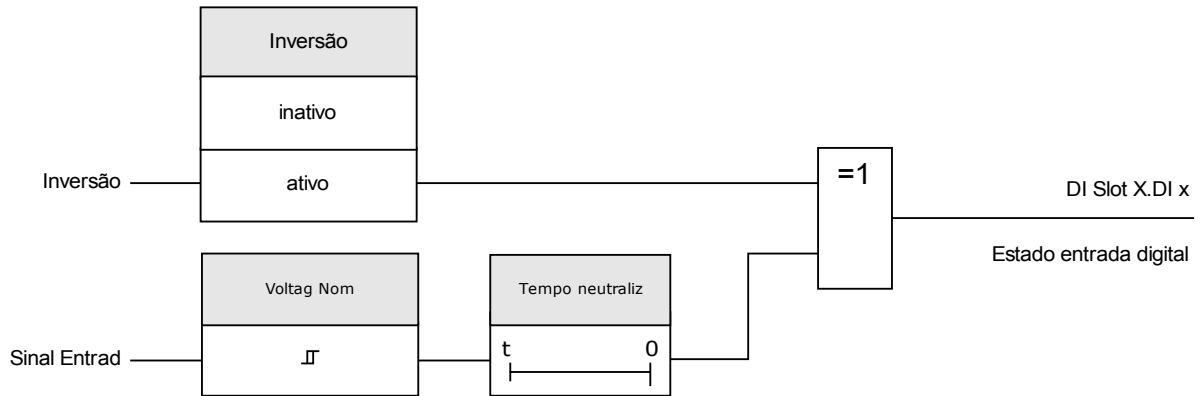 Inversão
inativo
Inversão
ativo
=1
DI Slot X.DI x
Estado entrada digital
Voltag Nom
Tempo neutraliz
Sinal Entrad
t
0